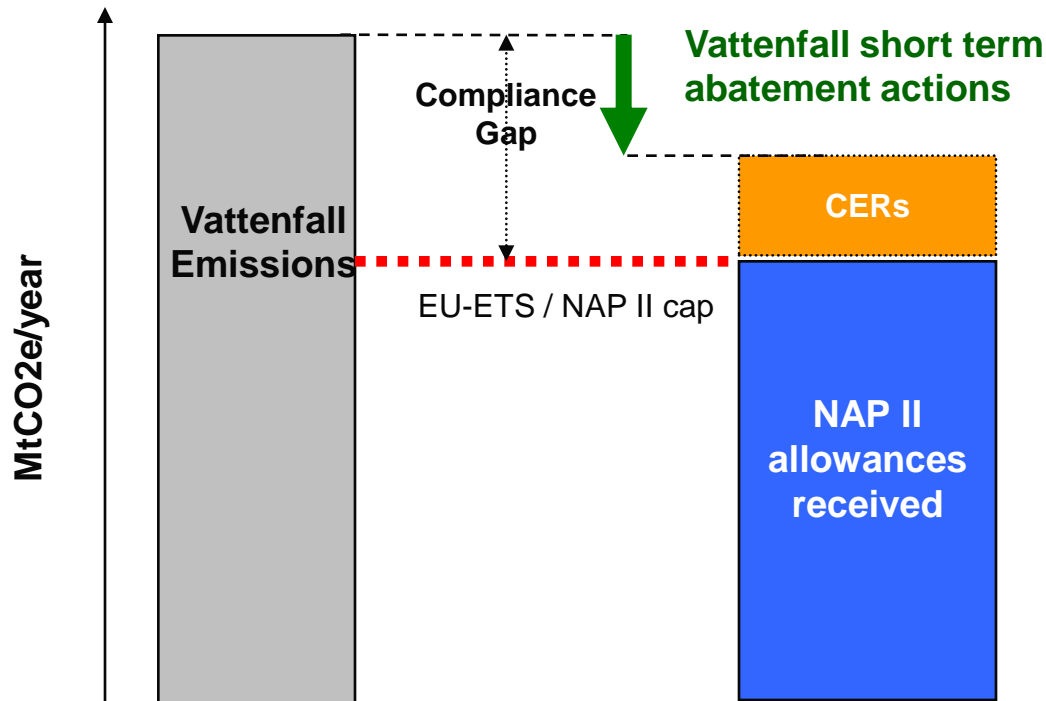 Vattenfall short term
abatement actions
Compliance
Gap
CERs
Vattenfall
Emissions
EU-ETS / NAP II cap
MtCO2e/year
NAP II
allowances
received